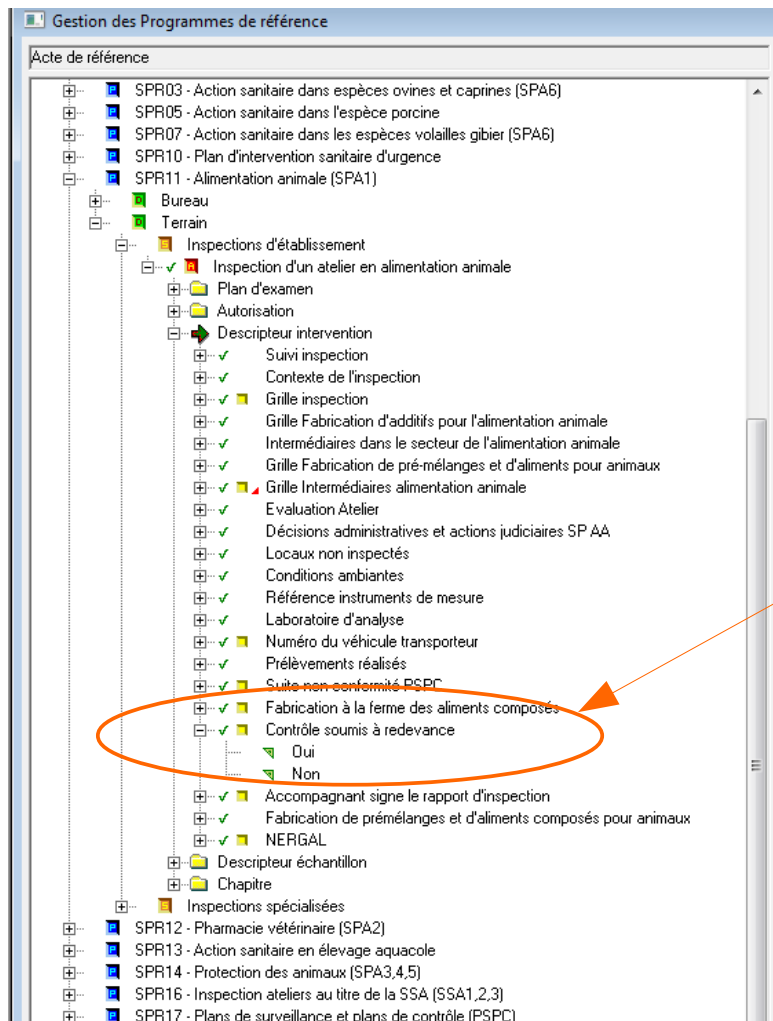 Gestion des Programmes de référence
Acte de référence
SPR03 - Action sanitaire dans espèces ovines et caprines (SPA6)
SPR05 - Action sanitaire dans l'espèce porcine
SPR07 - Action sanitaire dans les espèces volailles gibier (SPA6)
SPR10 - Plan d'intervention sanitaire d'urgence
SPR11 - Alimentation animale (SPA1)
D Bureau
D Terrain
S Inspections d'établissement
A Inspection d'un atelier en alimentation animale
Plan d'examen
Autorisation
Descripteur intervention
Suivi inspection
Contexte de l'inspection
Grille inspection
Grille Fabrication d'additifs pour l'alimentation animale
Intermédiaires dans le secteur de l'alimentation animale
Grille Fabrication de pré-mélanges et d'aliments pour animaux
Grille Intermédiaires alimentation animale
Evaluation Atelier
Décisions administratives et actions judiciaires SP AA
Locaux non inspectés
Conditions ambiantes
Référence instruments de mesure
Laboratoire d'analyse
Numéro du véhicule transporteur
Prélèvements réalisés
Suite non conformité PSPC
Fabrication à la ferme des aliments composés
Contrôle soumis à redevance
Oui
Non
Accompagnant signe le rapport d'inspection
Fabrication de prémélanges et d'aliments composés pour animaux
NERGAL
Descripteur échantillon
Chapitre
S Inspections spécialisées
SPR12 - Pharmacie vétérinaire (SPA2)
SPR13 - Action sanitaire en élevage aquacole
SPR14 - Protection des animaux (SPA3,4,5)
SPR16 - Inspection ateliers au titre de la SSA (SSA1,2,3)
SPR17 - Plans de surveillance et plans de contrôle (PSPC)